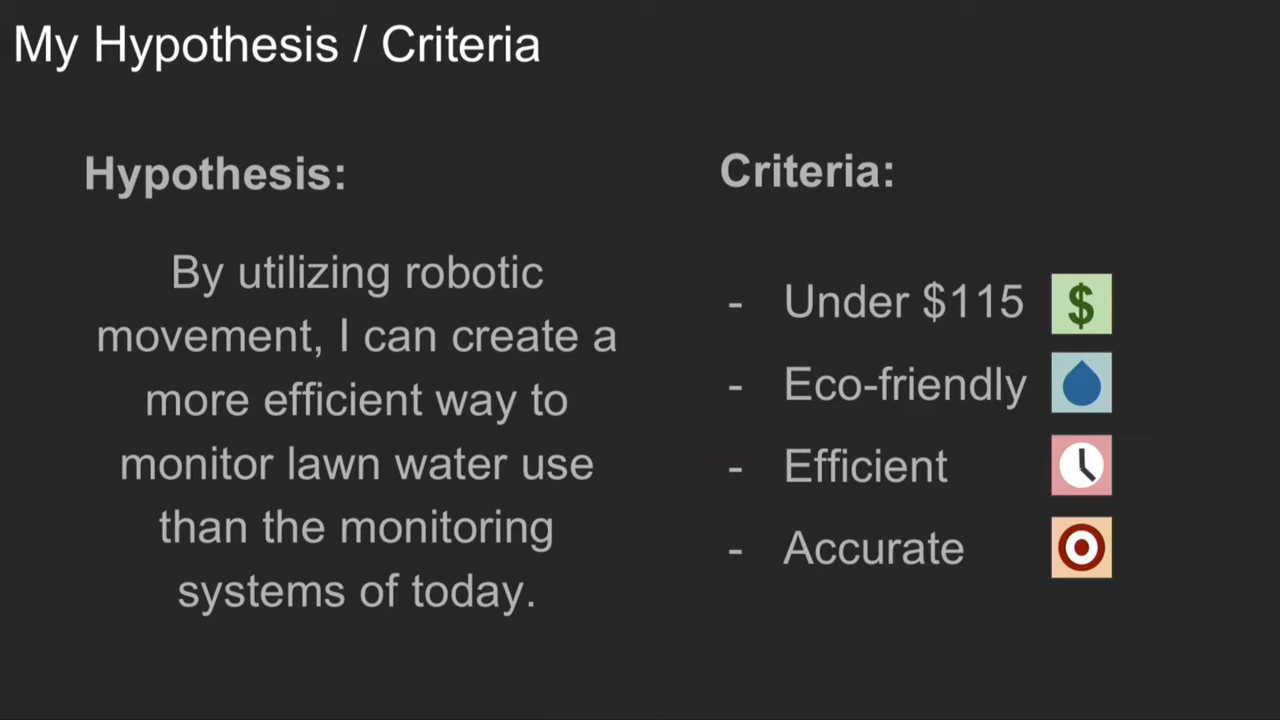 My Hypothesis / Criteria
Hypothesis:
By utilizing robotic
movement, I can create a
more efficient way to
monitor lawn water use
than the monitoring
systems of today.
Criteria:
- Under $115 $
- Eco-friendly
- Efficient
- Accurate